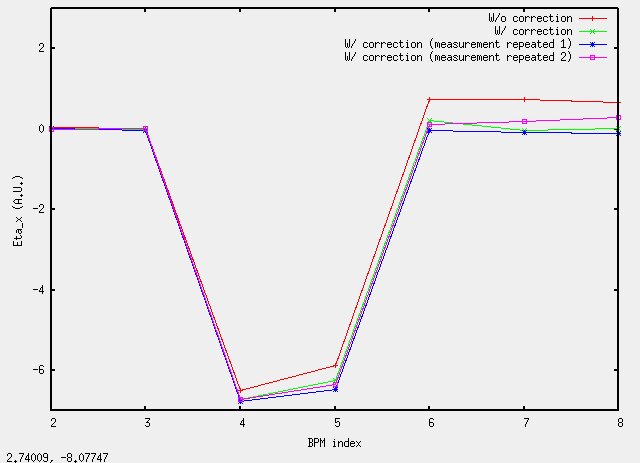 W/o correction
W/ correction
W/ correction (measurement repeated 1)
W/ correction (measurement repeated 2)
2
0
-2
-4
-6
Eta_x (A.U.)
2 3 4 5 6 7 8
BPM index
2.74009, -8.07747